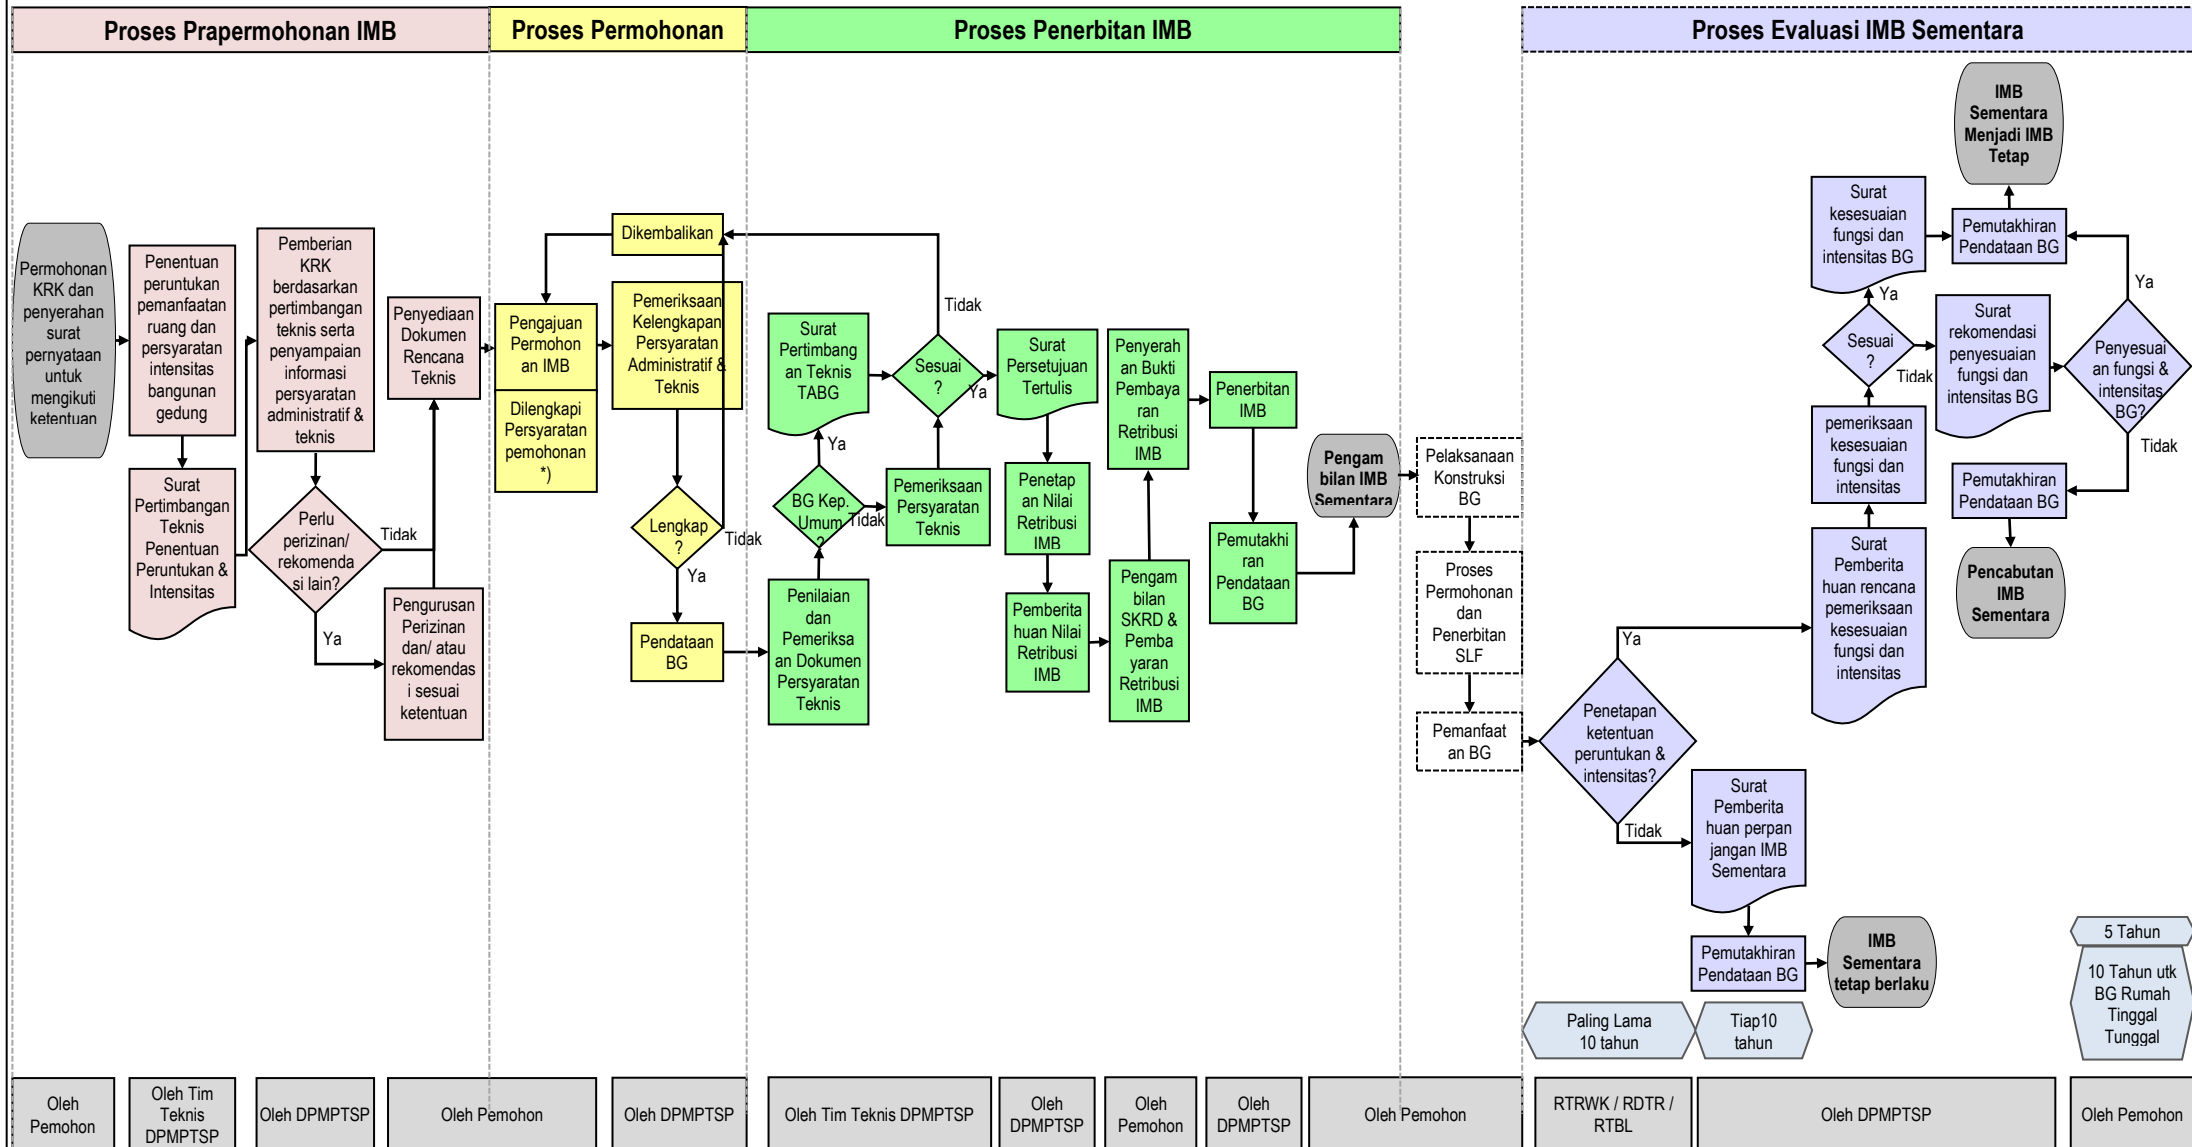 Proses Prapermohonan IMB
Proses Permohonan
Proses Penerbitan IMB
Proses Evaluasi IMB Sementara
Permohonan
KRK dan
penyerahan
surat
pernyataan
untuk
mengikuti
ketentuan
Penentuan
peruntukan
pemanfaatan
ruang dan
persyaratan
intensitas
bangunan
gedung
Surat
Pertimbangan
Teknis
Penentuan
Peruntukan &
Intensitas
Pemberian
KRK
berdasarkan
pertimbangan
teknis serta
penyampaian
informasi
persyaratan
administratif &
teknis
Perlu
perizinan/
rekomenda
si lain?
Tidak
Ya
Penyediaan
Dokumen
Rencana
Teknis
Pengurusan
Perizinan
dan/ atau
rekomendas
i sesuai
ketentuan
Dikembalikan
Pengajuan
Permohon
an IMB
Dilengkapi
Persyaratan
pemohonan
*)
Pemeriksaan
Kelengkapan
Persyaratan
Administratif &
Teknis
Lengkap
?
Tidak
Ya
Pendataan
BG
Surat
Pertimbang
an Teknis
TABG
Ya
BG Kep.
Umum
?
Tidak
Penilaian
dan
Pemeriksa
an Dokumen
Persyaratan
Teknis
Pemeriksaan
Persyaratan
Teknis
Sesuai
?
Tidak
Ya
Surat
Persetujuan
Tertulis
Penetap
an Nilai
Retribusi
IMB
Pemberita
huan Nilai
Retribusi
IMB
Penyerah
an Bukti
Pembaya
ran
Retribusi
IMB
Pengam
bilan
SKRD &
Pemba
yaran
Retribusi
IMB
Penerbitan
IMB
Pemutakhi
ran
Pendataan
BG
Pengam
bilan IMB
Sementara
Pelaksanaan
Konstruksi
BG
Proses
Permohonan
dan
Penerbitan
SLF
Pemanfaat
an BG
Penetapan
ketentuan
peruntukan &
intensitas?
Ya
Tidak
Surat
Pemberita
huan perpan
jangan IMB
Sementara
Pemutakhiran
Pendataan BG
IMB
Sementara
tetap berlaku
Surat
Pemberita
huan rencana
pemeriksaan
kesesuaian
fungsi dan
intensitas
pemeriksaan
kesesuaian
fungsi dan
intensitas
Sesuai
?
Ya
Tidak
Surat
kesesuaian
fungsi dan
intensitas BG
Surat
rekomendasi
penyesuaian
fungsi dan
intensitas BG
IMB
Sementara
Menjadi IMB
Tetap
Pemutakhiran
Pendataan BG
Penyesuai
an fungsi &
intensitas
BG?
Ya
Tidak
Pemutakhiran
Pendataan BG
Pencabutan
IMB
Sementara
Paling Lama
10 tahun
Tiap10
tahun
5 Tahun
10 Tahun utk
BG Rumah
Tinggal
Tunggal
Oleh
Pemohon
Oleh Tim
Teknis
DPMPTSP
Oleh DPMPTSP
Oleh Pemohon
Oleh DPMPTSP
Oleh Tim Teknis DPMPTSP
Oleh
DPMPTSP
Oleh
Pemohon
Oleh
DPMPTSP
Oleh Pemohon
RTRWK / RDTR /
RTBL
Oleh DPMPTSP
Oleh Pemohon